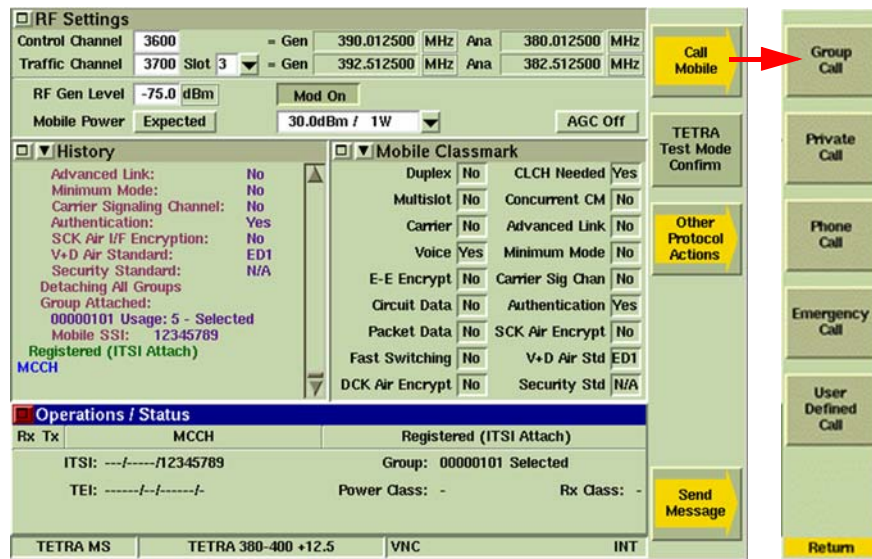 RF Settings
Control Channel 3600 = Gen 390.012500 MHz Ana 380.012500 MHz
Traffic Channel 3700 Slot 3 = Gen 392.512500 MHz Ana 382.512500 MHz
RF Gen Level -75.0 dBm Mod On
Mobile Power Expected 30.0dBm / 1W AGC Off
History
Advanced Link: No
Minimum Mode: No
Carrier Signaling Channel: No
Authentication: Yes
SCK Air I/F Encryption: No
V+D Air Standard: ED1
Security Standard: N/A
Detaching All Groups
Group Attached:
00000101 Usage: 5 - Selected
Mobile SSI: 12345789
Registered (ITSI Attach)
MCCH
Mobile Classmark
Duplex No CLCH Needed Yes
Multislot No Concurrent CM No
Carrier No Advanced Link No
Voice Yes Minimum Mode No
E-E Encrypt No Carrier Sig Chan No
Circuit Data No Authentication Yes
Packet Data No SCK Air Encrypt No
Fast Switching No V+D Air Std ED1
DCK Air Encrypt No Security Std N/A
Operations / Status
Rx Tx MCCH Registered (ITSI Attach)
ITSI: ---/-----/12345789 Group: 00000101 Selected
TEI: ------/--/------/- Power Class: - Rx Class: -
TETRA MS TETRA 380-400 +12.5 VNC INT
Call
Mobile
TETRA
Test Mode
Confirm
Other
Protocol
Actions
Send
Message
Group
Call
Private
Call
Phone
Call
Emergency
Call
User
Defined
Call
Return